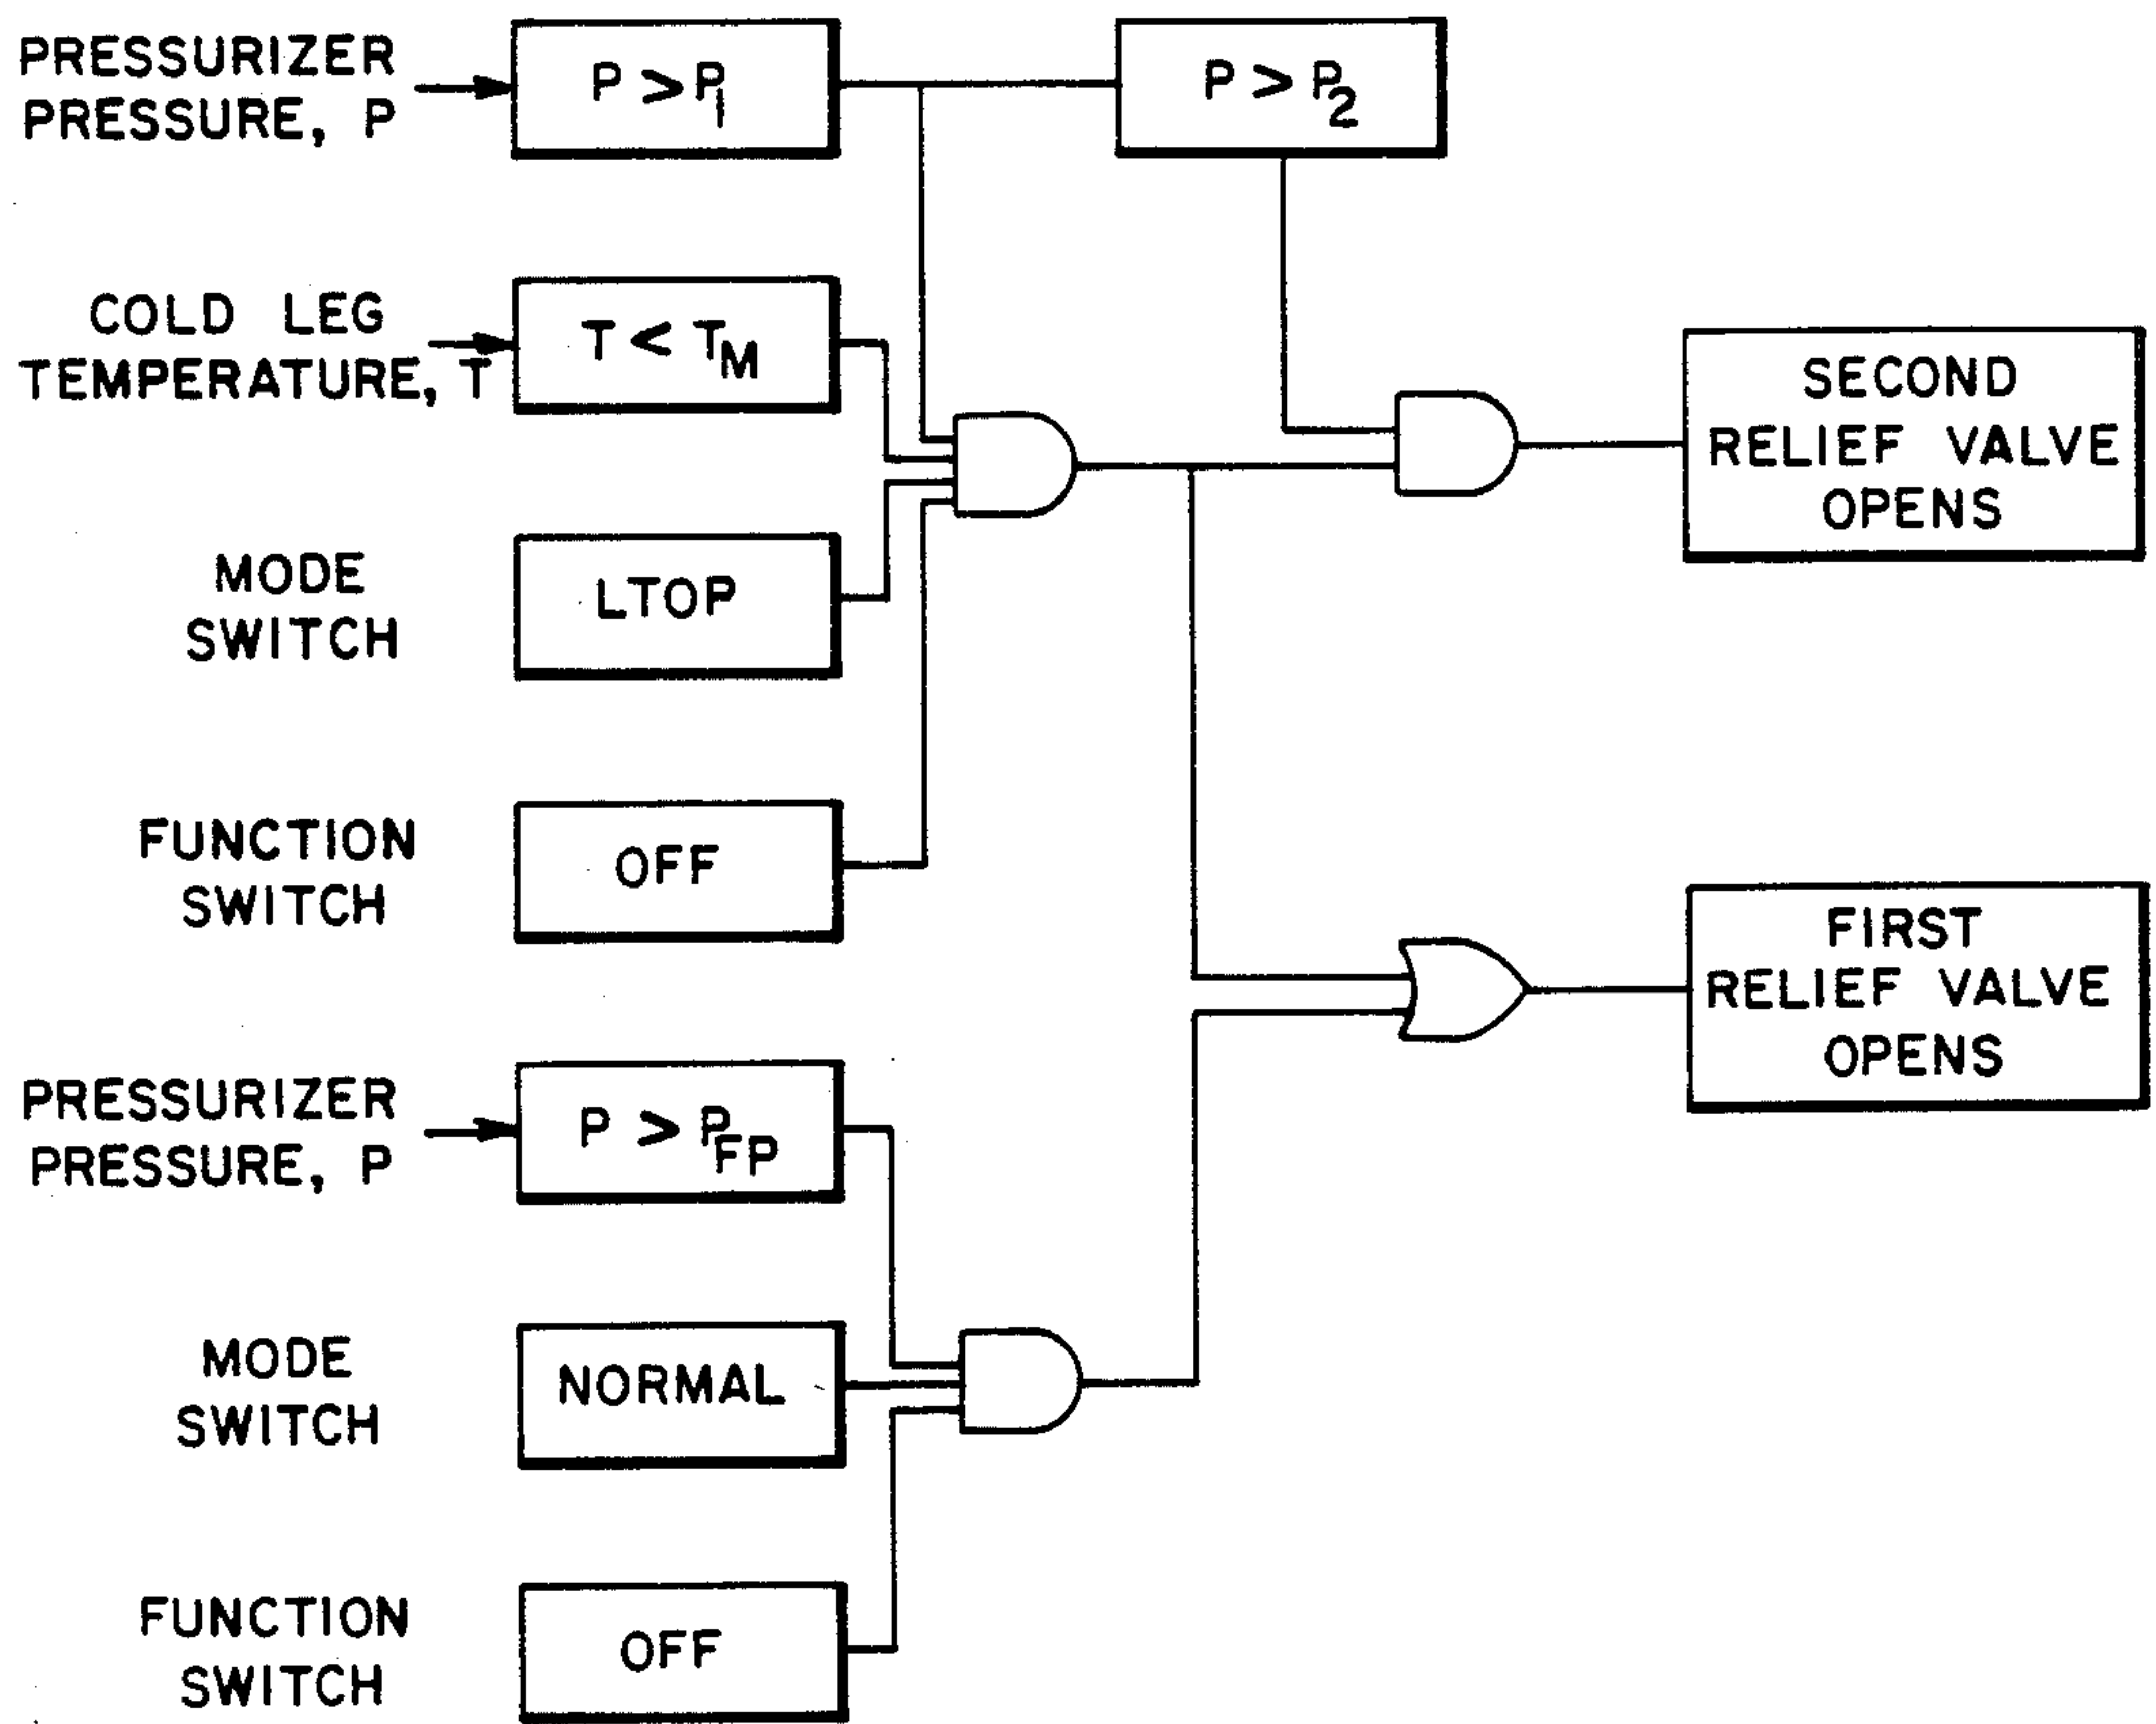 PRESSURIZER
PRESSURE, P
P > P1
P > P2
COLD LEG
TEMPERATURE, T
T < TM
SECOND
RELIEF VALVE
OPENS
MODE
SWITCH
LTOP
FUNCTION
SWITCH
OFF
FIRST
RELIEF VALVE
OPENS
PRESSURIZER
PRESSURE, P
P > PFP
MODE
SWITCH
NORMAL
FUNCTION
SWITCH
OFF